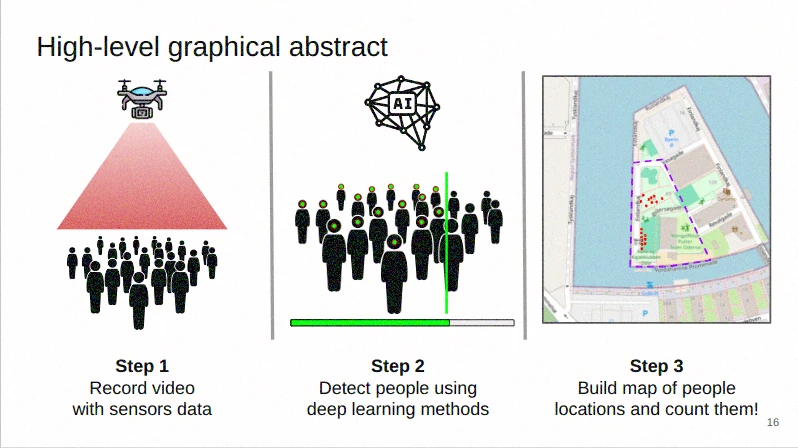 High-level graphical abstract
AI
Step 1
Record video
with sensors data
Step 2
Detect people using
deep learning methods
Step 3
Build map of people
locations and count them!
16